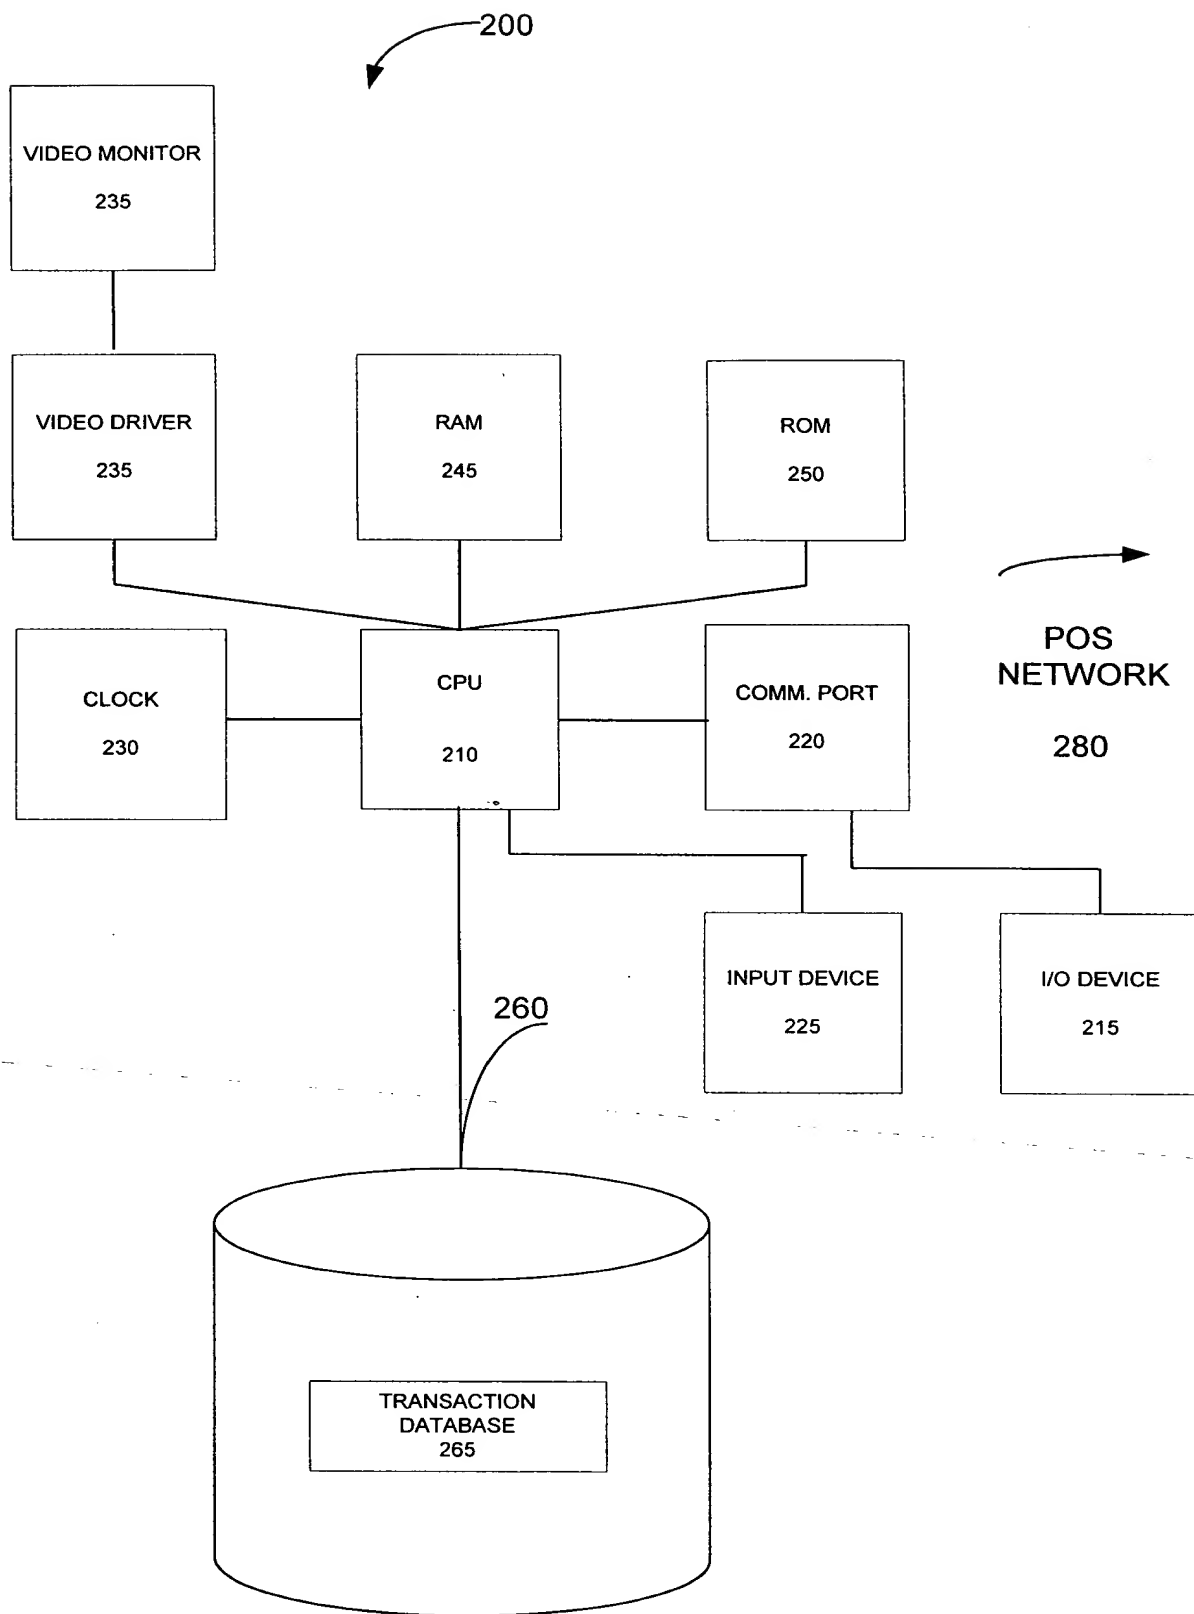 200
VIDEO MONITOR
235
VIDEO DRIVER
235
RAM
245
ROM
250
POS
NETWORK
280
CLOCK
230
CPU
210
COMM. PORT
220
INPUT DEVICE
225
I/O DEVICE
215
260
TRANSACTION
DATABASE
265